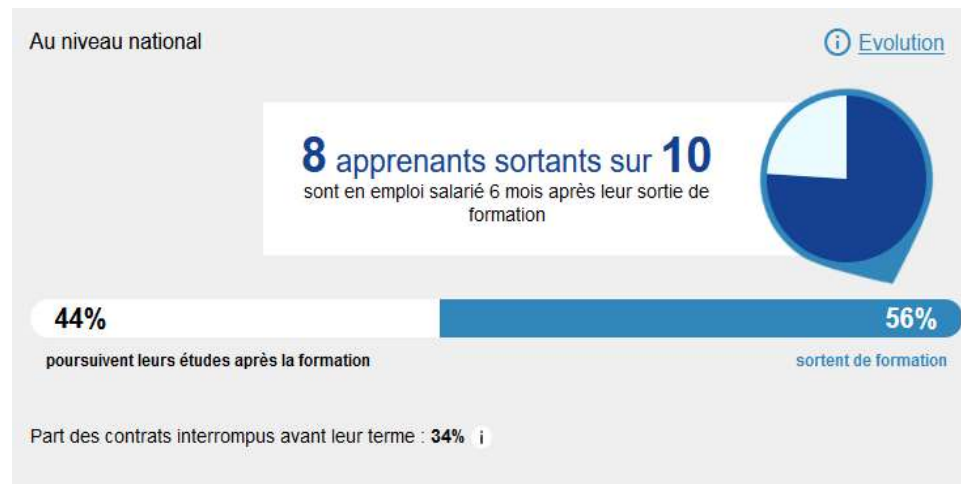 Au niveau national
Evolution
8 apprenants sortants sur 10
sont en emploi salarié 6 mois après leur sortie de
formation
44%
56%
poursuivent leurs études après la formation
sortent de formation
Part des contrats interrompus avant leur terme : 34% i